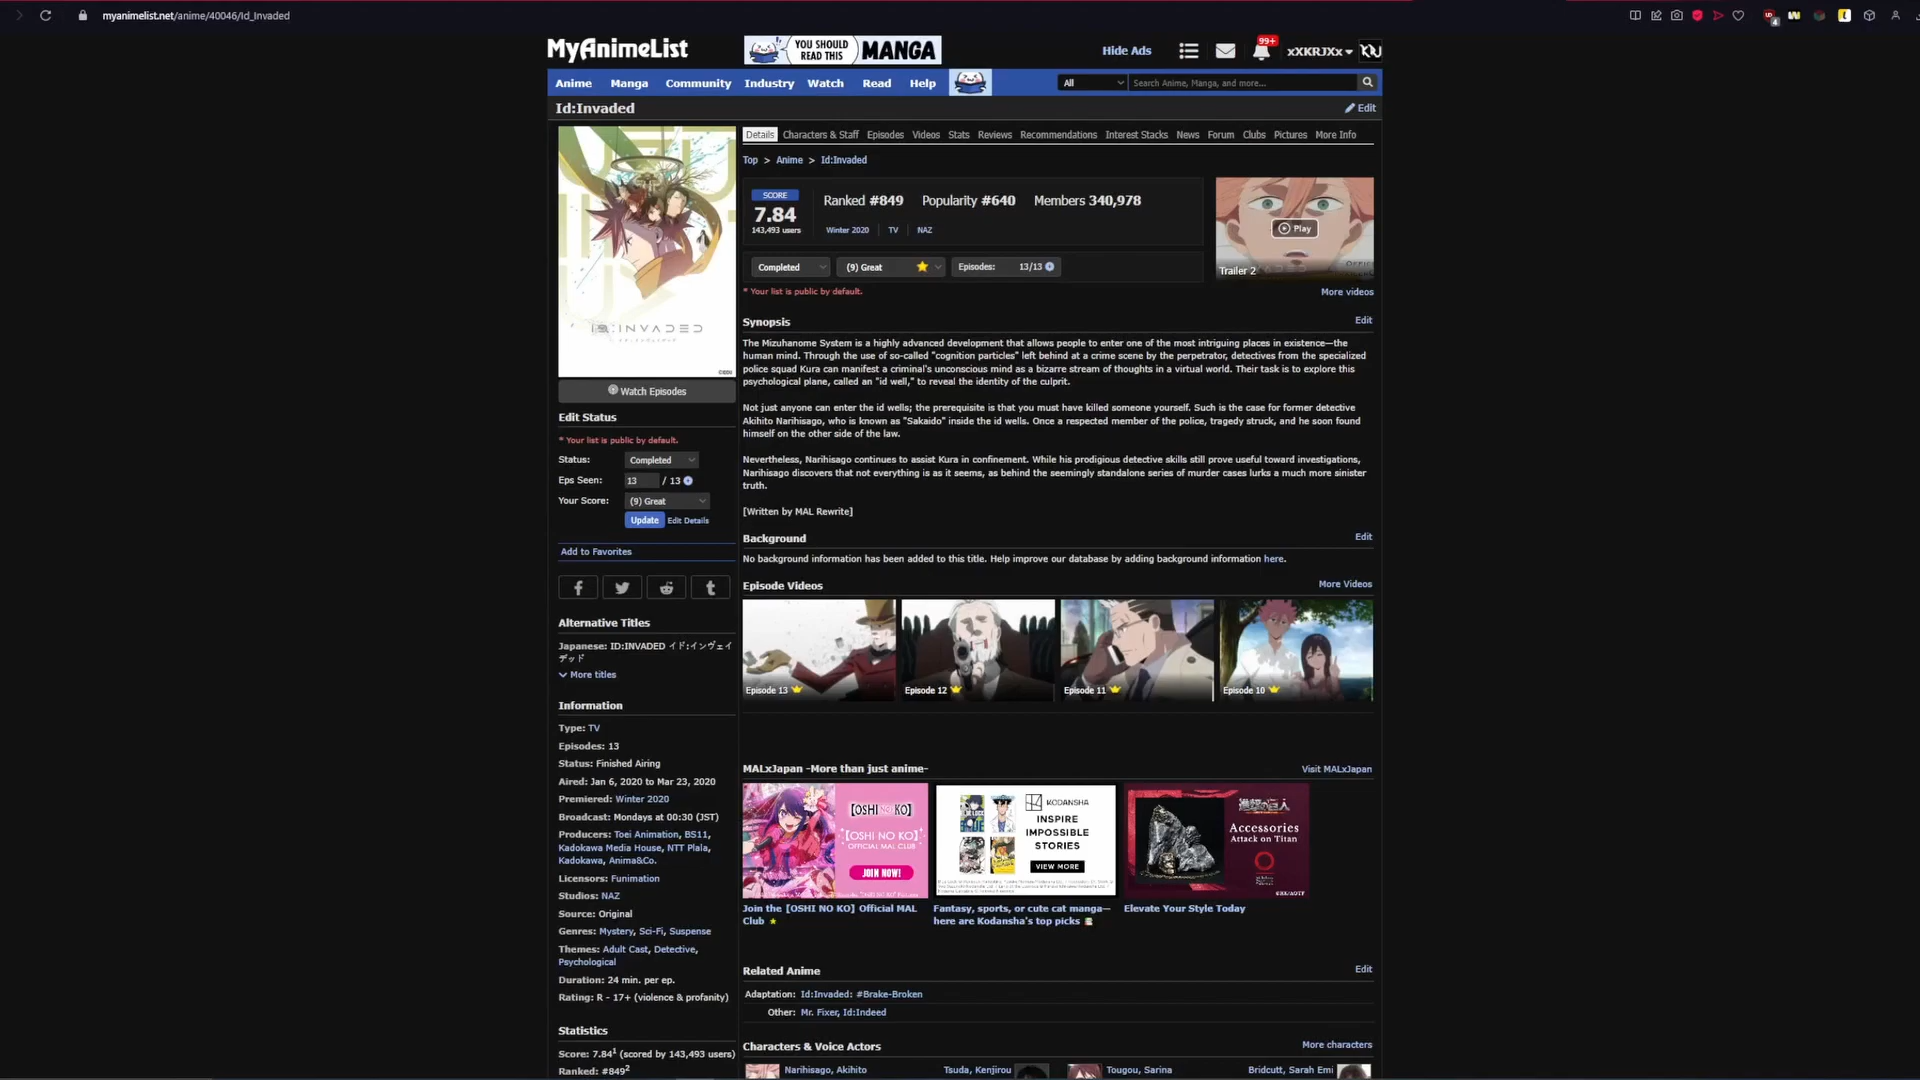 myanimelist.net/anime/40046/Id_Invaded
MyAnimeList
YOU SHOULD
READ THIS
MANGA
Hide Ads
99+
xXKRJXx
Anime Manga Community Industry Watch Read Help
All
Search Anime, Manga, and more...
Id:Invaded
Edit
Details Characters & Staff Episodes Videos Stats Reviews Recommendations Interest Stacks News Forum Clubs Pictures More Info
Top > Anime > Id:Invaded
SCORE
7.84
143,493 users
Ranked #849 Popularity #640 Members 340,978
Winter 2020 TV NAZ
Completed
(9) Great
Episodes: 13/13
* Your list is public by default.
Play
Trailer 2
More videos
ID:INVADED
Watch Episodes
Edit Status
* Your list is public by default.
Status: Completed
Eps Seen: 13 / 13
Your Score: (9) Great
Update Edit Details
Add to Favorites
Alternative Titles
Japanese: ID:INVADED イド:インヴェイ
デッド
More titles
Information
Type: TV
Episodes: 13
Status: Finished Airing
Aired: Jan 6, 2020 to Mar 23, 2020
Premiered: Winter 2020
Broadcast: Mondays at 00:30 (JST)
Producers: Toei Animation, BS11,
Kadokawa Media House, NTT Plala,
Kadokawa, Anima&Co.
Licensors: Funimation
Studios: NAZ
Source: Original
Genres: Mystery, Sci-Fi, Suspense
Themes: Adult Cast, Detective,
Psychological
Duration: 24 min. per ep.
Rating: R - 17+ (violence & profanity)
Statistics
Score: 7.84¹ (scored by 143,493 users)
Ranked: #849²
Synopsis
Edit
The Mizuhanome System is a highly advanced development that allows people to enter one of the most intriguing places in existence—the
human mind. Through the use of so-called "cognition particles" left behind at a crime scene by the perpetrator, detectives from the specialized
police squad Kura can manifest a criminal's unconscious mind as a bizarre stream of thoughts in a virtual world. Their task is to explore this
psychological plane, called an "id well," to reveal the identity of the culprit.
Not just anyone can enter the id wells; the prerequisite is that you must have killed someone yourself. Such is the case for former detective
Akihito Narihisago, who is known as "Sakaido" inside the id wells. Once a respected member of the police, tragedy struck, and he soon found
himself on the other side of the law.
Nevertheless, Narihisago continues to assist Kura in confinement. While his prodigious detective skills still prove useful toward investigations,
Narihisago discovers that not everything is as it seems, as behind the seemingly standalone series of murder cases lurks a much more sinister
truth.
[Written by MAL Rewrite]
Background
Edit
No background information has been added to this title. Help improve our database by adding background information here.
Episode Videos
More Videos
Episode 13
Episode 12
Episode 11
Episode 10
MALxJapan -More than just anime-
Visit MALxJapan
[OSHI NO KO]
[OSHI NO KO]
OFFICIAL MAL CLUB
JOIN NOW!
KODANSHA
INSPIRE
IMPOSSIBLE
STORIES
VIEW MORE
進撃の巨人
Accessories
Attack on Titan
Join the [OSHI NO KO] Official MAL
Club
Fantasy, sports, or cute cat manga—
here are Kodansha's top picks
Elevate Your Style Today
Related Anime
Edit
Adaptation: Id:Invaded: #Brake-Broken
Other: Mr. Fixer, Id:Indeed
Characters & Voice Actors
More characters
Narihisago, Akihito
Tsuda, Kenjirou
Tougou, Sarina
Bridcutt, Sarah Emi